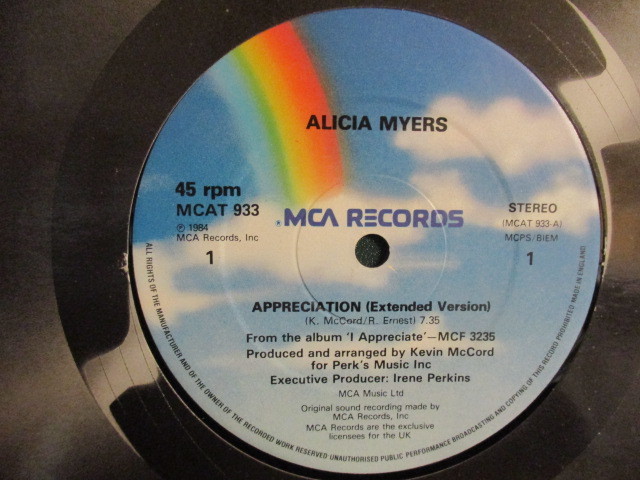 ALICIA MYERS
45 rpm
MCAT 933
Ⓟ 1984
MCA Records, Inc
1
MCA RECORDS
STEREO
(MCAT 933-A)
MCPS/BIEM
1
APPRECIATION (Extended Version)
(K. McCord/R. Ernest) 7.35
From the album 'I Appreciate'—MCF 3235
Produced and arranged by Kevin McCord
for Perk's Music Inc
Executive Producer: Irene Perkins
MCA Music Ltd
Original sound recording made by
MCA Records, Inc
MCA Records are the exclusive
licensees for the UK
ALL RIGHTS OF THE MANUFACTURER AND OF THE OWNER OF THE RECORDED WORK RESERVED UNAUTHORISED PUBLIC PERFORMANCE BROADCASTING AND COPYING OF THIS RECORD PROHIBITED MADE IN ENGLAND